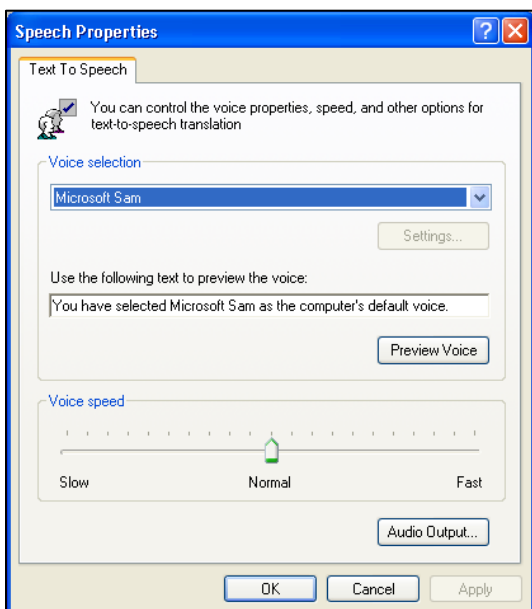 Speech Properties
Text To Speech
You can control the voice properties, speed, and other options for
text-to-speech translation
Voice selection
Microsoft Sam
Settings...
Use the following text to preview the voice:
You have selected Microsoft Sam as the computer's default voice.
Preview Voice
Voice speed
Slow Normal Fast
Audio Output...
OK Cancel Apply